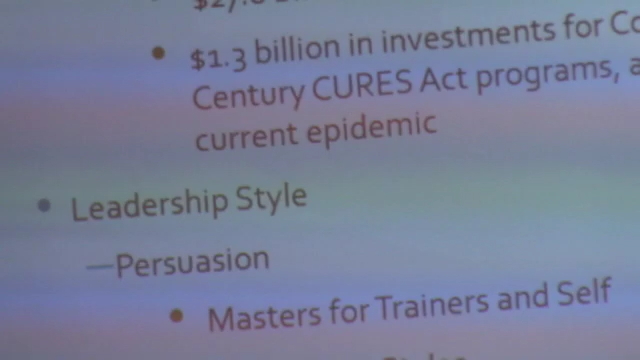 $1.3 billion in investments for
Century CURES Act programs,
current epidemic
Leadership Style
—Persuasion
Masters for Trainers and Self